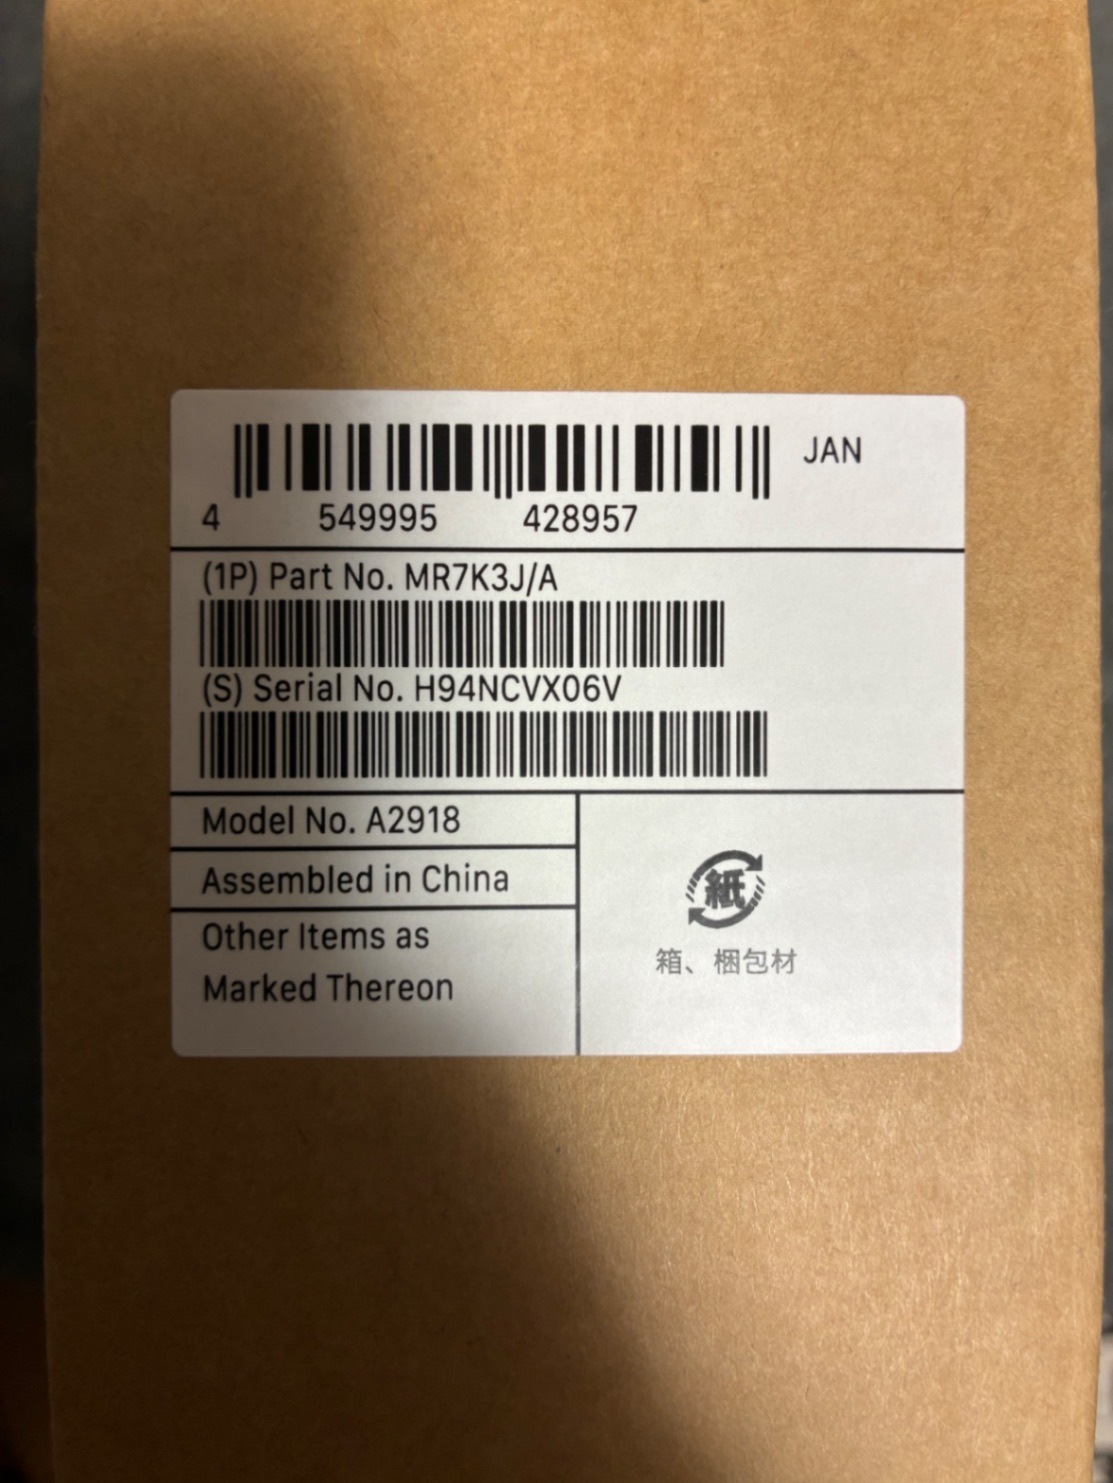 JAN
4 549995 428957
(1P) Part No. MR7K3J/A
(S) Serial No. H94NCVX06V
Model No. A2918
Assembled in China
Other Items as
Marked Thereon
紙
箱、梱包材